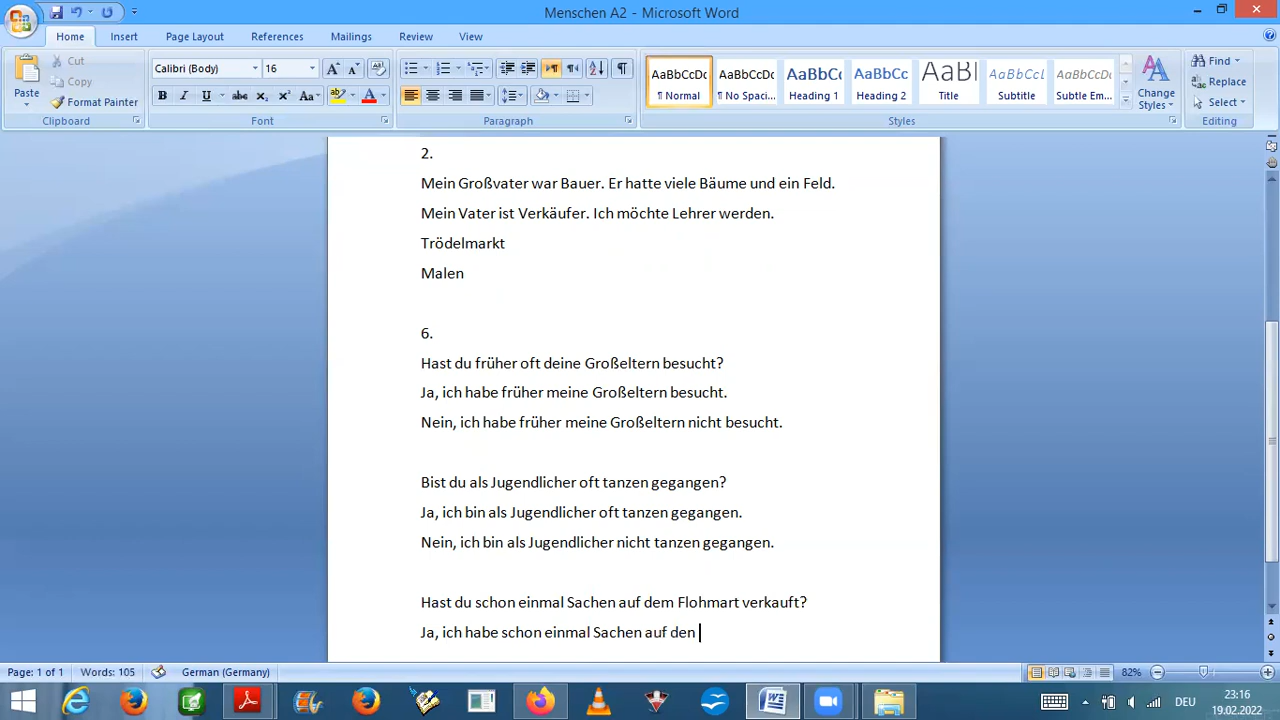 Menschen A2 - Microsoft Word
Home Insert Page Layout References Mailings Review View
Paste
Cut
Copy
Format Painter
Clipboard
Calibri (Body) 16
Font
Paragraph
AaBbCcDc AaBbCcDc AaBbC AaBbCc AaBl AaBbCcl AaBbCcDc
¶ Normal ¶ No Spaci... Heading 1 Heading 2 Title Subtitle Subtle Em...
Change
Styles
Styles
Find
Replace
Select
Editing
2.
Mein Großvater war Bauer. Er hatte viele Bäume und ein Feld.
Mein Vater ist Verkäufer. Ich möchte Lehrer werden.
Trödelmarkt
Malen
6.
Hast du früher oft deine Großeltern besucht?
Ja, ich habe früher meine Großeltern besucht.
Nein, ich habe früher meine Großeltern nicht besucht.
Bist du als Jugendlicher oft tanzen gegangen?
Ja, ich bin als Jugendlicher oft tanzen gegangen.
Nein, ich bin als Jugendlicher nicht tanzen gegangen.
Hast du schon einmal Sachen auf dem Flohmart verkauft?
Ja, ich habe schon einmal Sachen auf den
Page: 1 of 1 Words: 105 German (Germany) 82%
DEU
23:16
19.02.2022